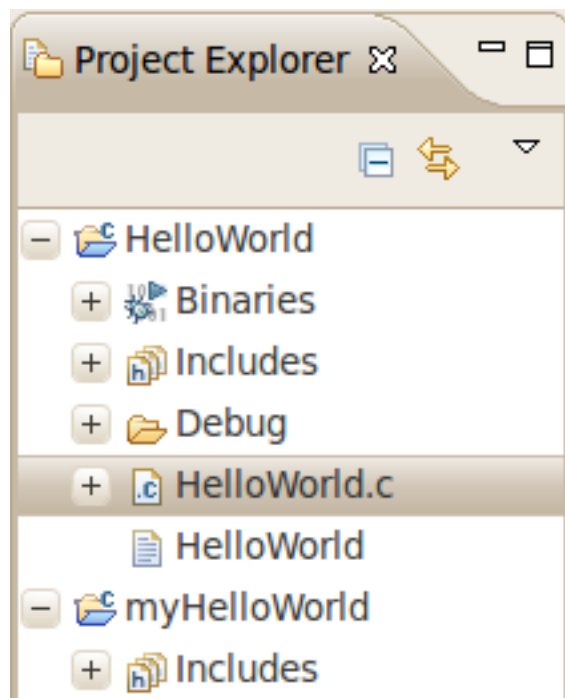 Project Explorer
HelloWorld
Binaries
Includes
Debug
HelloWorld.c
HelloWorld
myHelloWorld
Includes